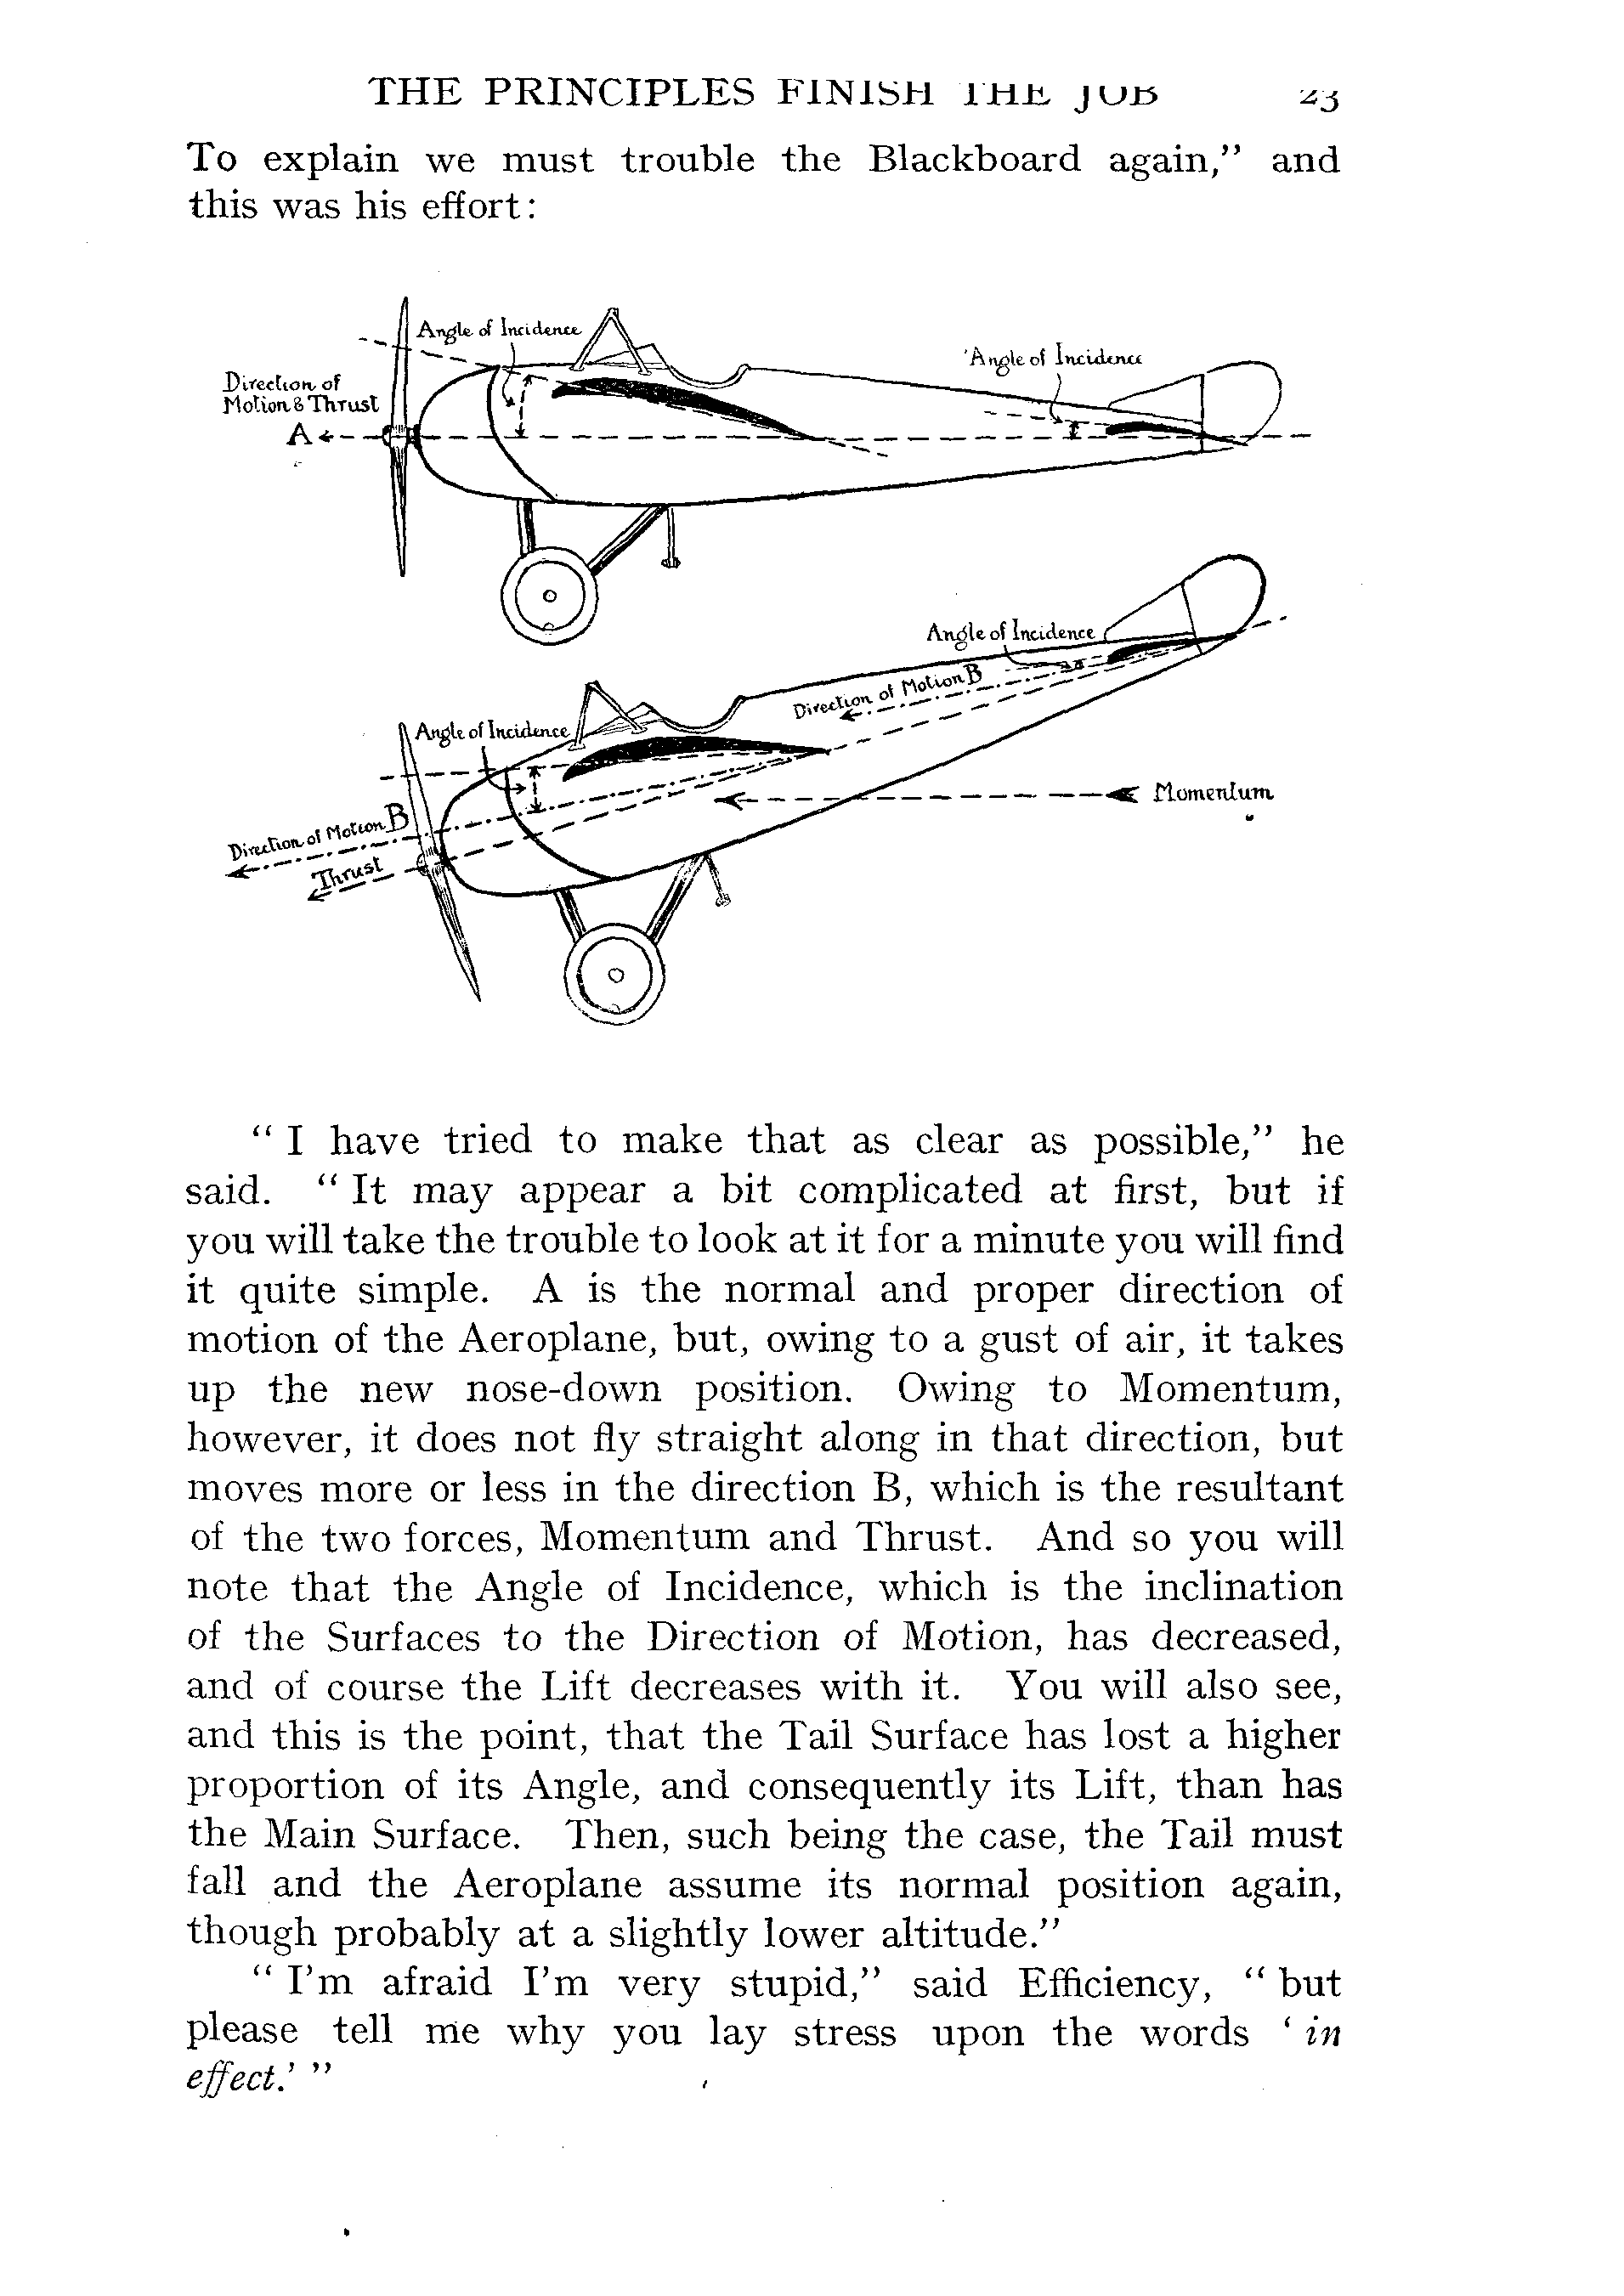 THE PRINCIPLES FINISH THE JOB 23
To explain we must trouble the Blackboard again,” and
this was his effort:
Angle of Incidence
'Angle of Incidence
Direction of
Motion & Thrust
A
Angle of Incidence
Direction of Motion B
Angle of Incidence
Momentum
Direction of Motion B
Thrust
“ I have tried to make that as clear as possible,” he
said. “ It may appear a bit complicated at first, but if
you will take the trouble to look at it for a minute you will find
it quite simple. A is the normal and proper direction of
motion of the Aeroplane, but, owing to a gust of air, it takes
up the new nose-down position. Owing to Momentum,
however, it does not fly straight along in that direction, but
moves more or less in the direction B, which is the resultant
of the two forces, Momentum and Thrust. And so you will
note that the Angle of Incidence, which is the inclination
of the Surfaces to the Direction of Motion, has decreased,
and of course the Lift decreases with it. You will also see,
and this is the point, that the Tail Surface has lost a higher
proportion of its Angle, and consequently its Lift, than has
the Main Surface. Then, such being the case, the Tail must
fall and the Aeroplane assume its normal position again,
though probably at a slightly lower altitude.”
“ I’m afraid I’m very stupid,” said Efficiency, “ but
please tell me why you lay stress upon the words ‘ in
effect.’ ”